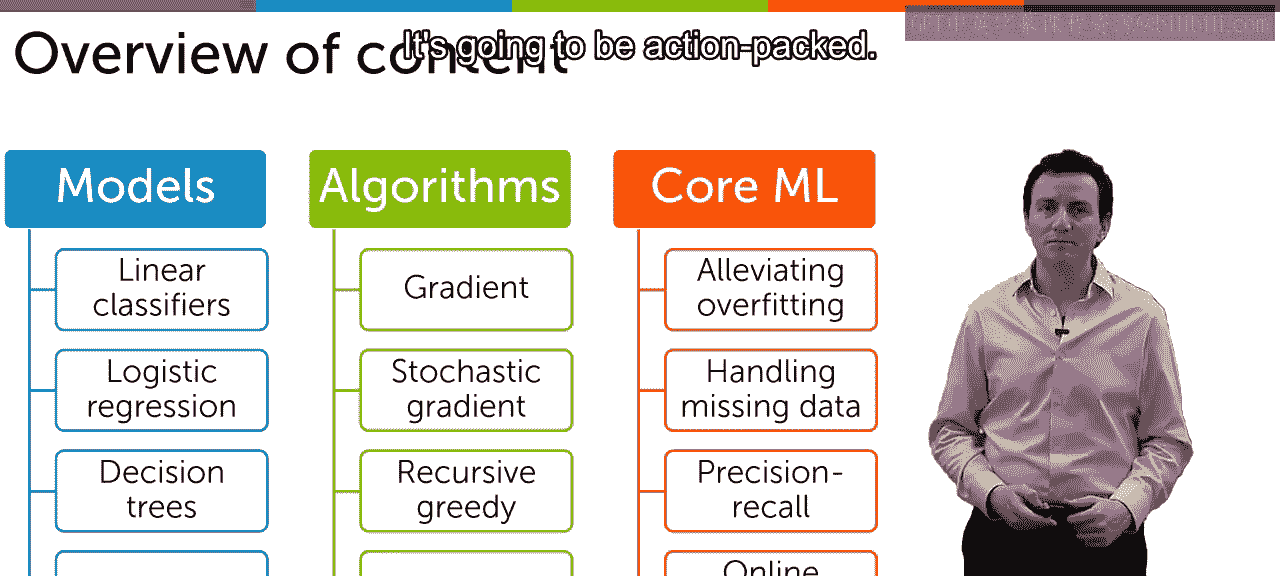 Overview of content
It's going to be action-packed.
Models
Algorithms
Core ML
Linear
classifiers
Gradient
Alleviating
overfitting
Logistic
regression
Stochastic
gradient
Handling
missing data
Decision
trees
Recursive
greedy
Precision-
recall
Online